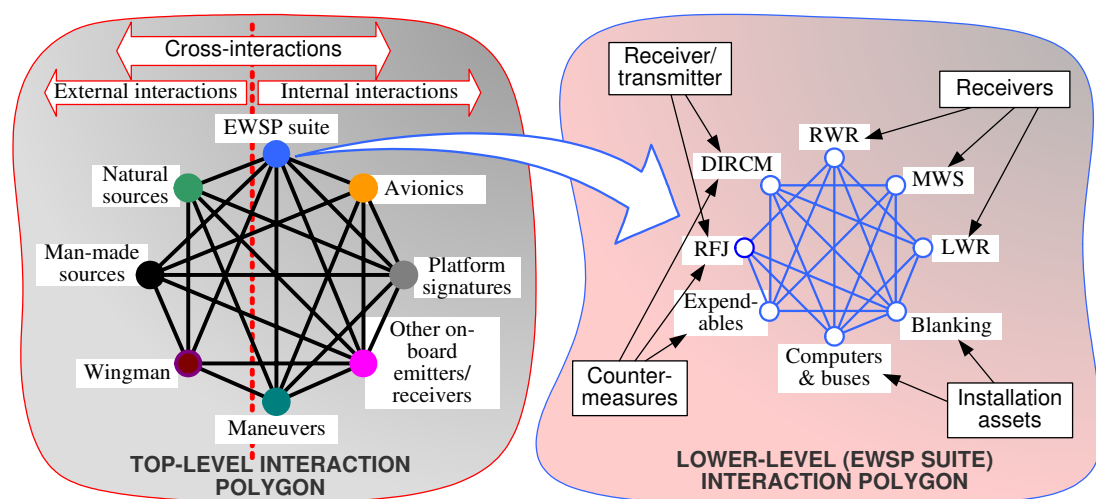 Cross-interactions
External interactions
Internal interactions
EWSP suite
Natural
sources
Avionics
Man-made
sources
Platform
signatures
Wingman
Other on-
board
emitters/
receivers
Maneuvers
TOP-LEVEL INTERACTION
POLYGON
Receiver/
transmitter
Receivers
RWR
DIRCM
MWS
RFJ
LWR
Expend-
ables
Blanking
Computers
& buses
Counter-
measures
Installation
assets
LOWER-LEVEL (EWSP SUITE)
INTERACTION POLYGON